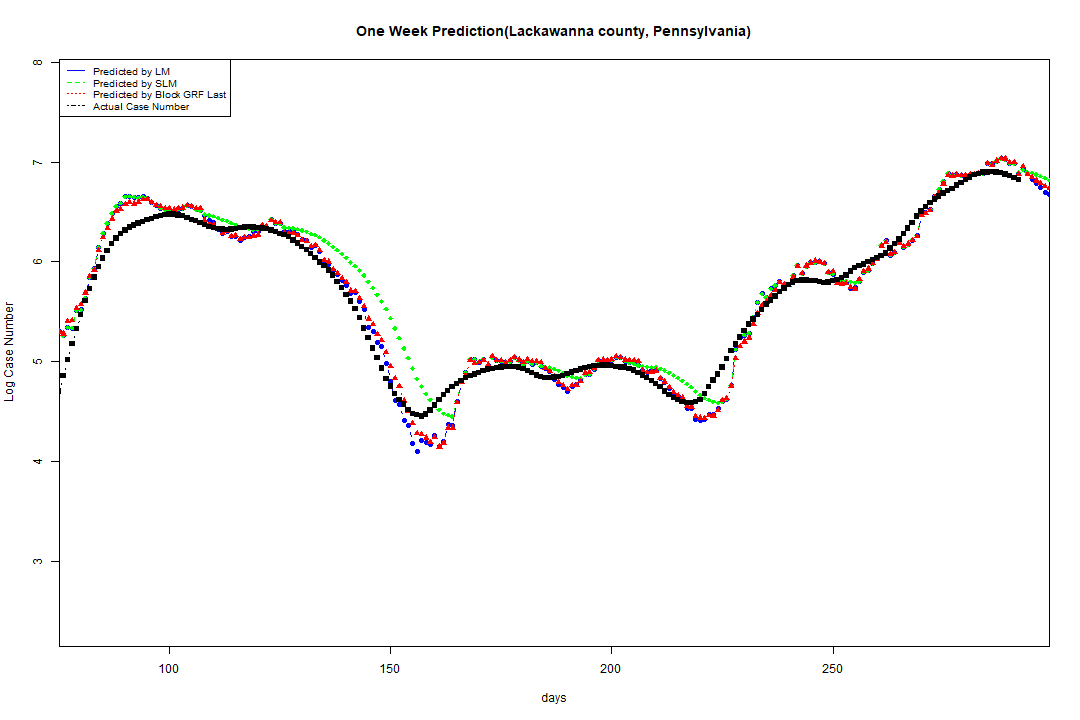 One Week Prediction(Lackawanna county, Pennsylvania)
Predicted by LM
Predicted by SLM
Predicted by Block GRF Last
Actual Case Number
Log Case Number
8
7
6
5
4
3
100
150
200
250
days